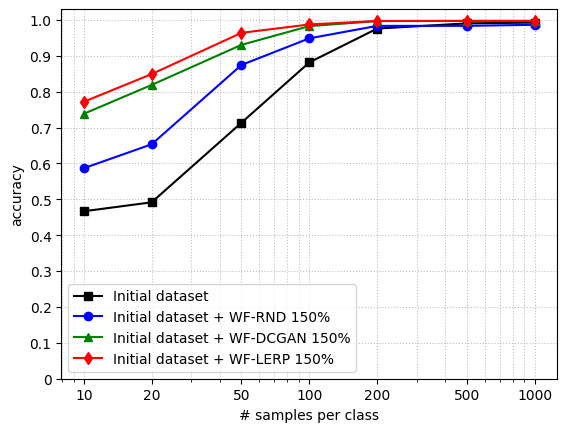 accuracy
1.0
0.9
0.8
0.7
0.6
0.5
0.4
0.3
0.2
0.1
0
Initial dataset
Initial dataset + WF-RND 150%
Initial dataset + WF-DCGAN 150%
Initial dataset + WF-LERP 150%
10 20 50 100 200 500 1000
# samples per class